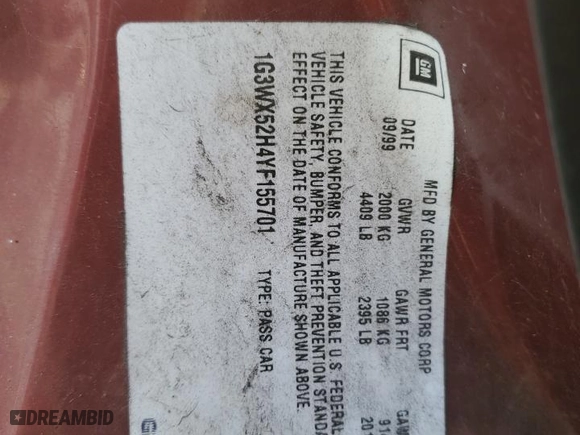 GM
MFD BY GENERAL MOTORS CORP
DATE GVWR GAWR FRT
09/99 2000 KG 1086 KG
4409 LB 2395 LB
THIS VEHICLE CONFORMS TO ALL APPLICABLE U S FEDERAL
VEHICLE SAFETY, BUMPER, AND THEFT PREVENTION
EFFECT ON THE DATE OF MANUFACTURE SHOWN ABOVE
1G3WX52H4YF155701 TYPE: PASS CAR
DREAMBID